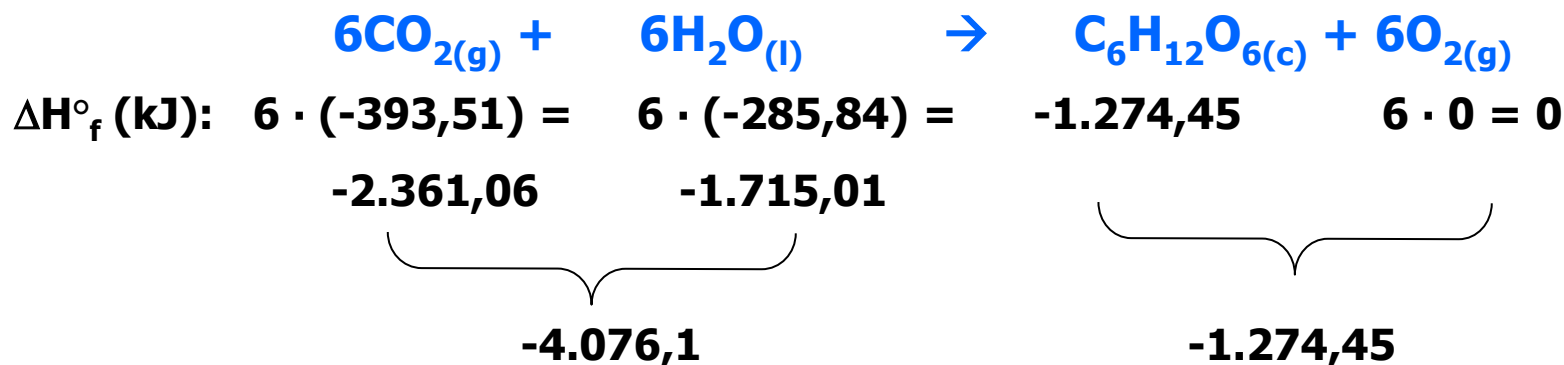 6CO2(g) + 6H2O(l) → C6H12O6(c) + 6O2(g)
ΔH°f (kJ): 6 · (-393,51) = 6 · (-285,84) = -1.274,45 6 · 0 = 0
-2.361,06 -1.715,01
-4.076,1 -1.274,45